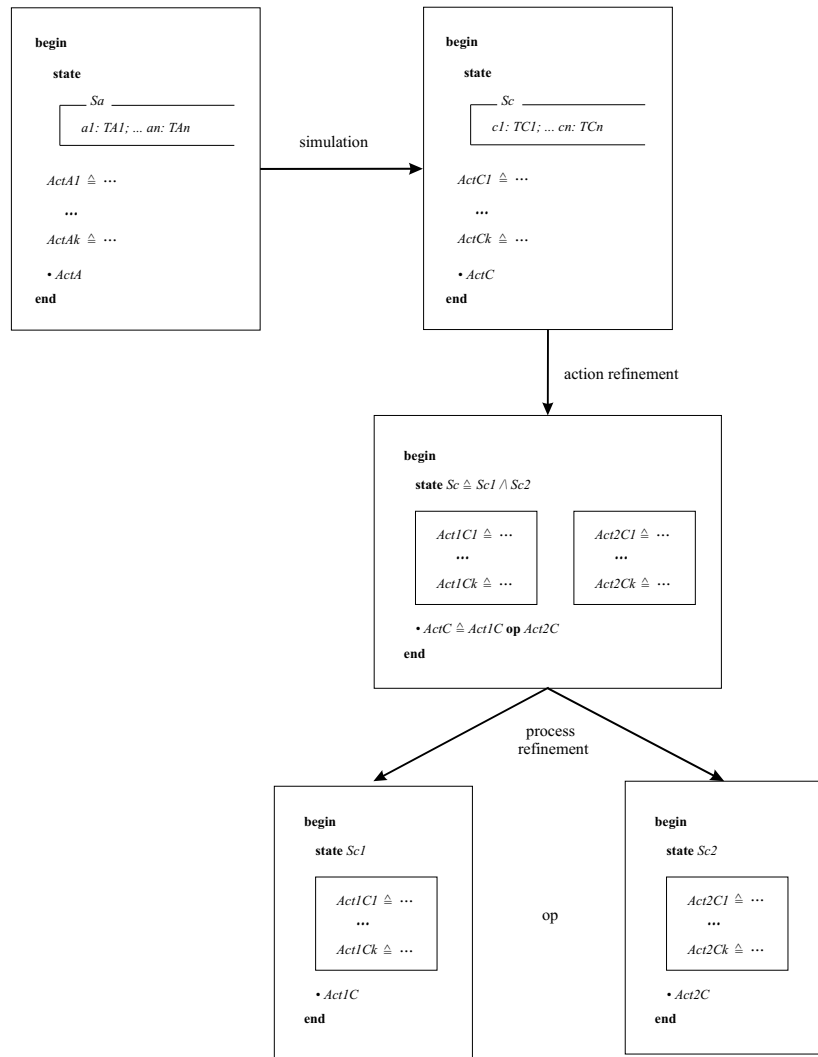 begin
state
Sa
a1: TA1; ... an: TAn
ActA1 ≙ ···
...
ActAk ≙ ···
• ActA
end
simulation
begin
state
Sc
c1: TC1; ... cn: TCn
ActC1 ≙ ···
...
ActCk ≙ ···
• ActC
end
action refinement
begin
state Sc ≙ Sc1 /\ Sc2
Act1C1 ≙ ···
...
Act1Ck ≙ ···
Act2C1 ≙ ···
...
Act2Ck ≙ ···
• ActC ≙ Act1C op Act2C
end
process
refinement
begin
state Sc1
Act1C1 ≙ ···
...
Act1Ck ≙ ···
• Act1C
end
op
begin
state Sc2
Act2C1 ≙ ···
...
Act2Ck ≙ ···
• Act2C
end